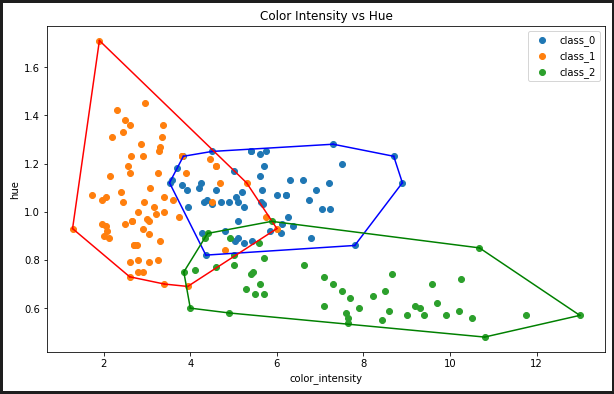 Color Intensity vs Hue
class_0
class_1
class_2
hue
1.6
1.4
1.2
1.0
0.8
0.6
2 4 6 8 10 12
color_intensity